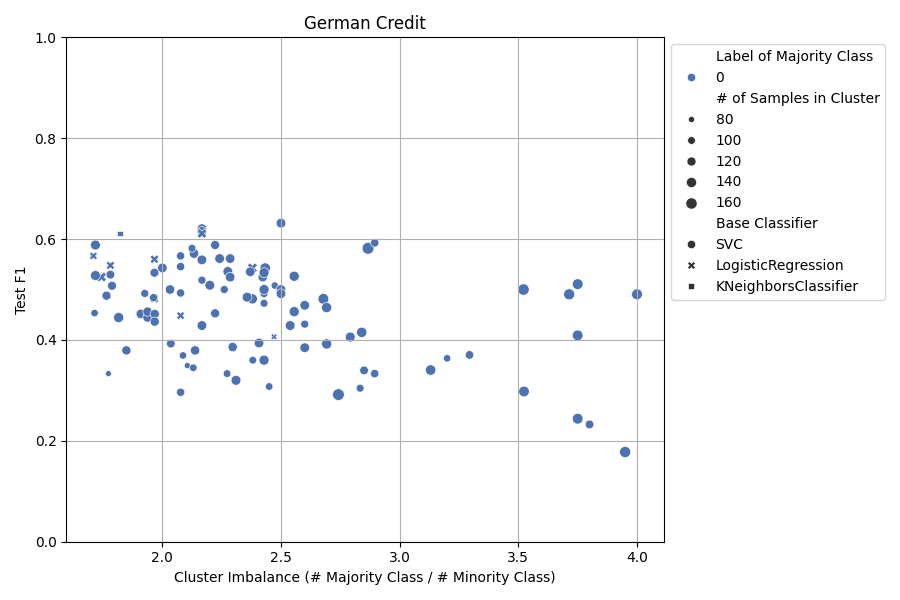 German Credit
1.0
0.8
0.6
0.4
0.2
0.0
Test F1
2.0
2.5
3.0
3.5
4.0
Cluster Imbalance (# Majority Class / # Minority Class)
Label of Majority Class
0
# of Samples in Cluster
80
100
120
140
160
Base Classifier
SVC
LogisticRegression
KNeighborsClassifier